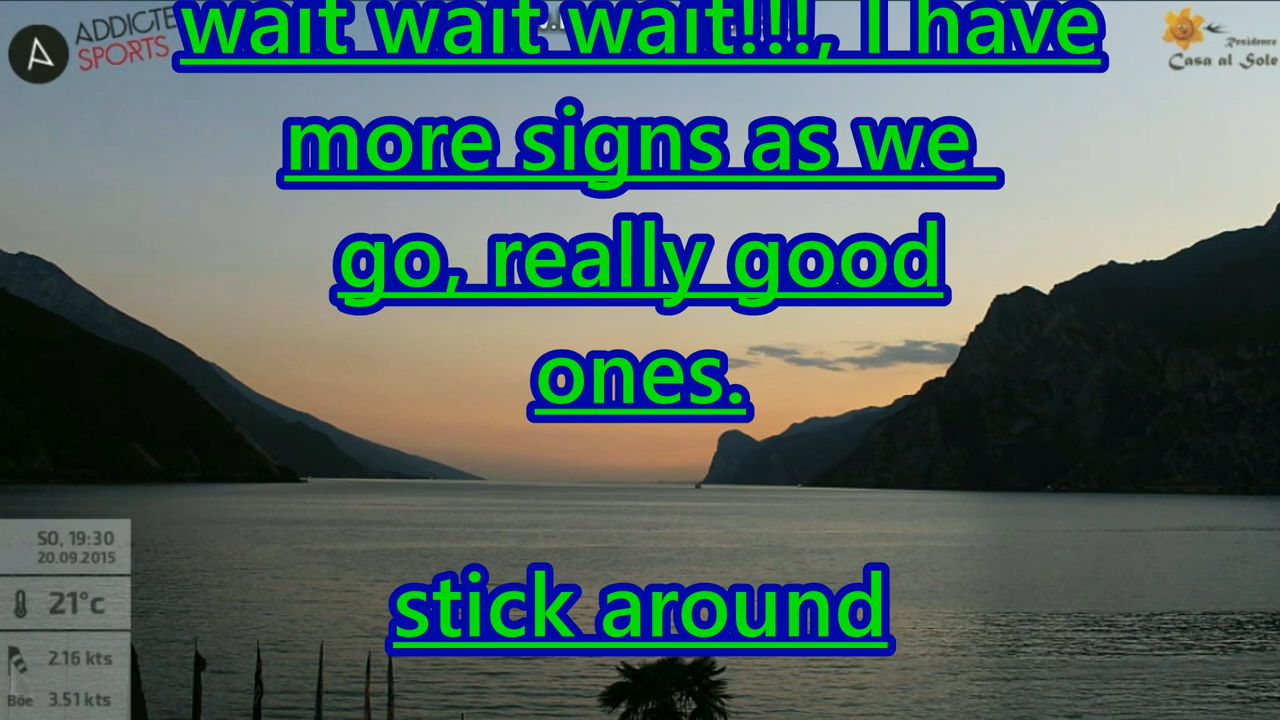 ADDICTE
SPORTS
wait wait wait!!!, I have
more signs as we
go, really good
ones.
stick around
Residence
Casa al Sole
SO, 19:30
20.09.2015
21°c
2.16 kts
Böe 3.51 kts